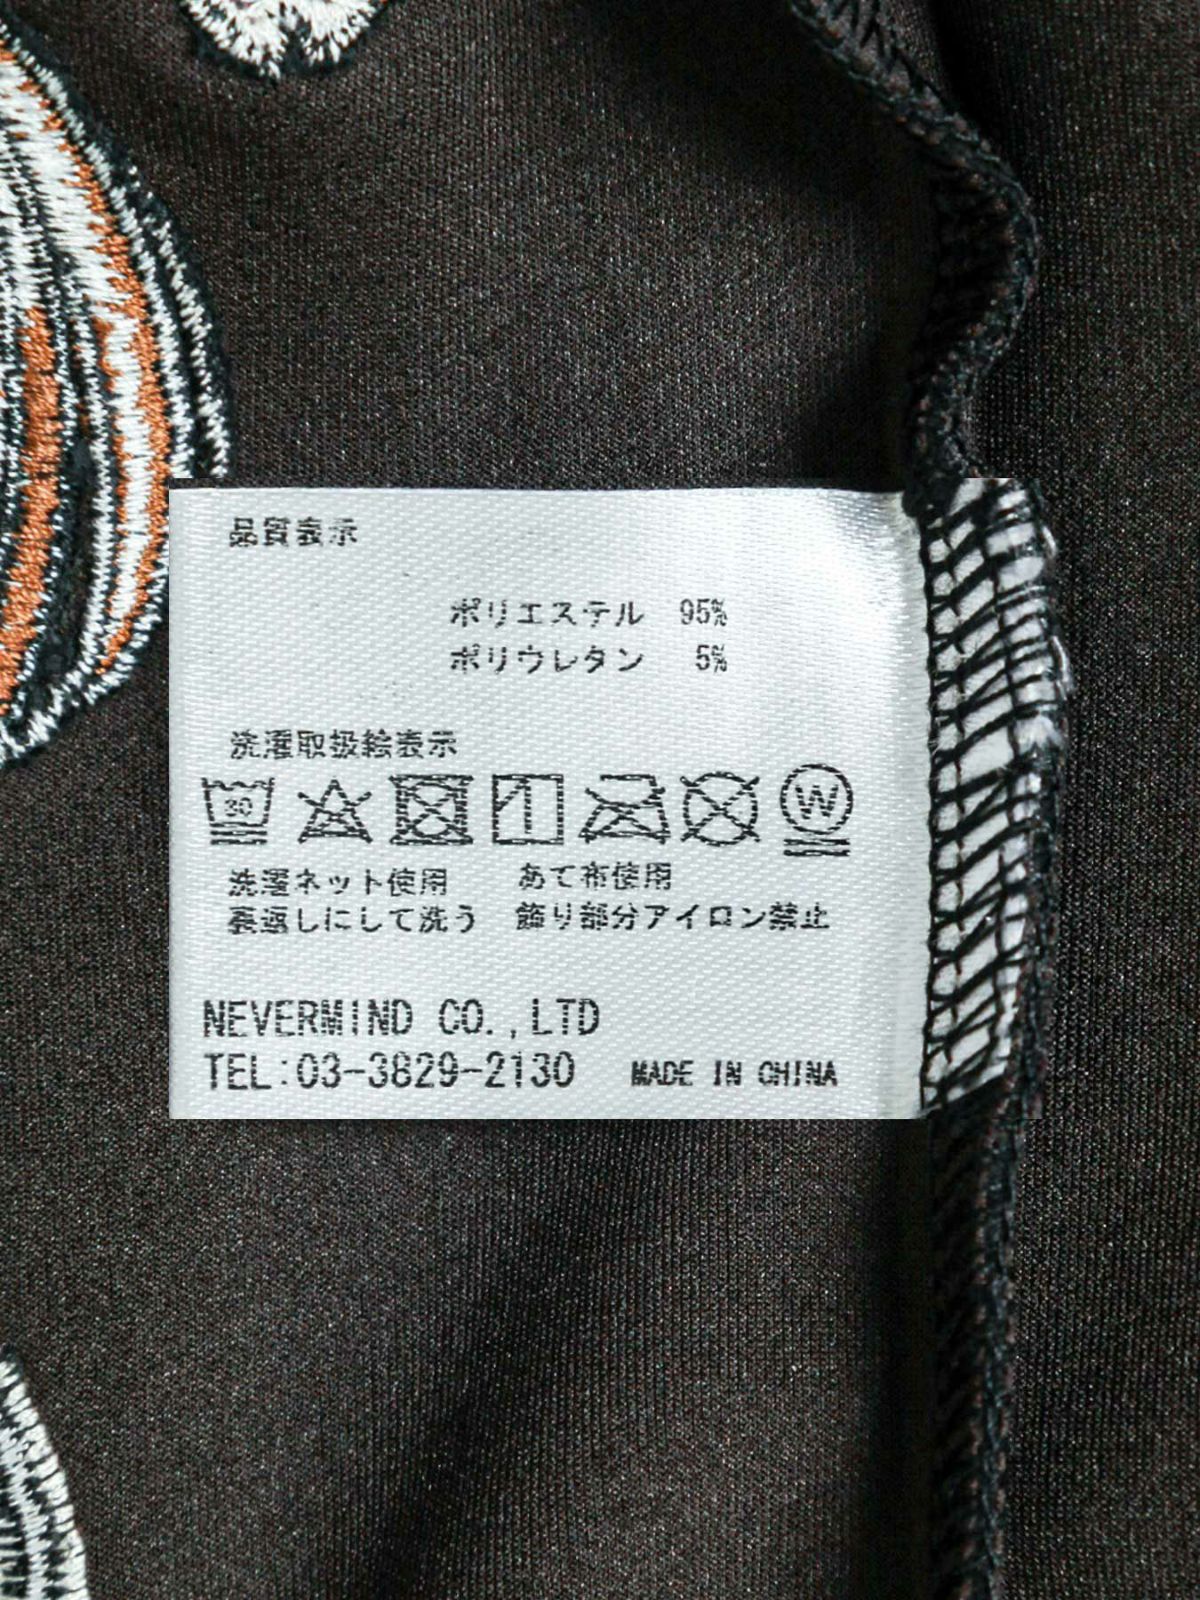 品質表示
ポリエステル 95%
ポリウレタン 5%
洗濯取扱絵表示
30 W
洗濯ネット使用 あて布使用
裏返しにして洗う 飾り部分アイロン禁止
NEVERMIND CO.,LTD
TEL:03-3829-2130 MADE IN CHINA